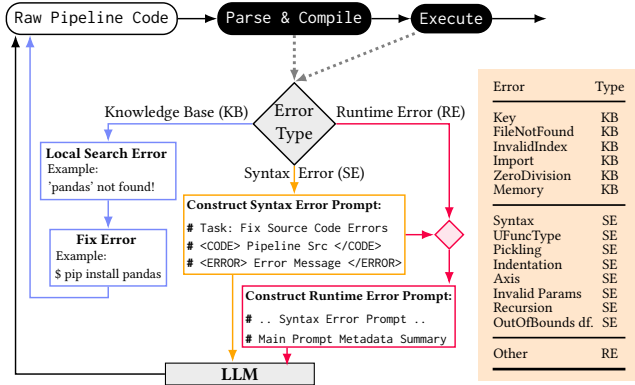 Raw Pipeline Code
Parse & Compile
Execute
Knowledge Base (KB)
Error
Type
Runtime Error (RE)
Syntax Error (SE)
Local Search Error
Example:
'pandas' not found!
Fix Error
Example:
$ pip install pandas
Construct Syntax Error Prompt:
# Task: Fix Source Code Errors
# <CODE> Pipeline Src </CODE>
# <ERROR> Error Message </ERROR>
Construct Runtime Error Prompt:
# .. Syntax Error Prompt ..
# Main Prompt Metadata Summary
LLM
Error Type
Key KB
FileNotFound KB
InvalidIndex KB
Import KB
ZeroDivision KB
Memory KB
Syntax SE
UFuncType SE
Pickling SE
Indentation SE
Axis SE
Invalid Params SE
Recursion SE
OutOfBounds df. SE
Other RE